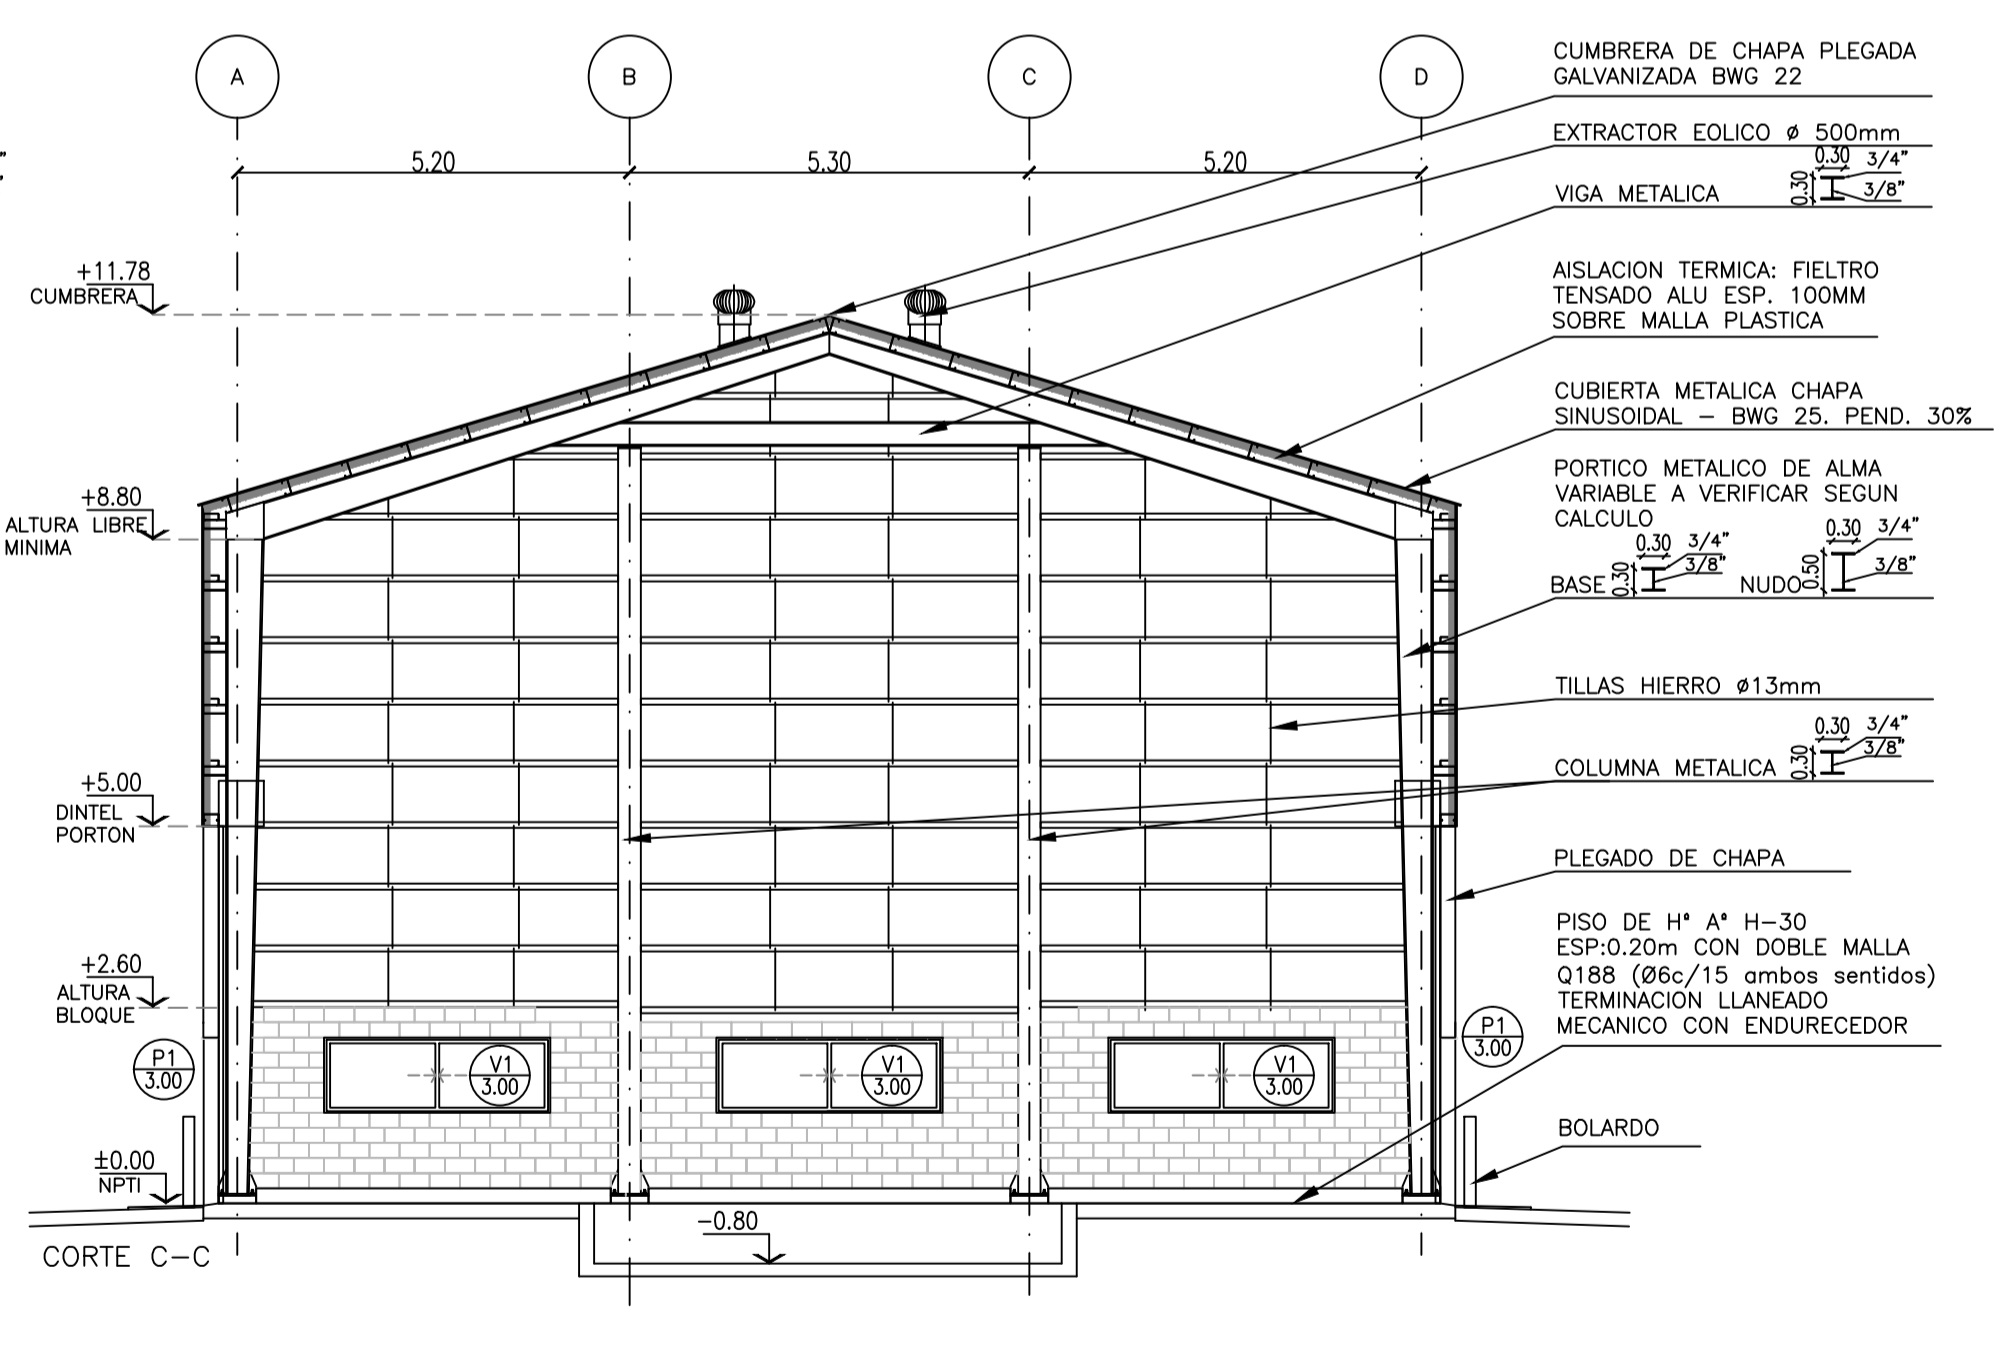 A
B
C
D
5.20
5.30
5.20
+11.78
CUMBRERA
+8.80
ALTURA LIBRE
MINIMA
+5.00
DINTEL
PORTON
+2.60
ALTURA
BLOQUE
P1
3.00
±0.00
NPTI
V1
3.00
V1
3.00
V1
3.00
P1
3.00
-0.80
CORTE C-C
CUMBRERA DE CHAPA PLEGADA
GALVANIZADA BWG 22
EXTRACTOR EOLICO ø 500mm
VIGA METALICA
0.30
0.30
3/4"
3/8"
AISLACION TERMICA: FIELTRO
TENSADO ALU ESP. 100MM
SOBRE MALLA PLASTICA
CUBIERTA METALICA CHAPA
SINUSOIDAL - BWG 25. PEND. 30%
PORTICO METALICO DE ALMA
VARIABLE A VERIFICAR SEGUN
CALCULO
BASE
0.30
0.30
3/4"
3/8"
NUDO
0.50
0.30
3/4"
3/8"
TILLAS HIERRO ø13mm
COLUMNA METALICA
0.30
0.30
3/4"
3/8"
PLEGADO DE CHAPA
PISO DE Hª Aª H-30
ESP:0.20m CON DOBLE MALLA
Q188 (Ø6c/15 ambos sentidos)
TERMINACION LLANEADO
MECANICO CON ENDURECEDOR
BOLARDO